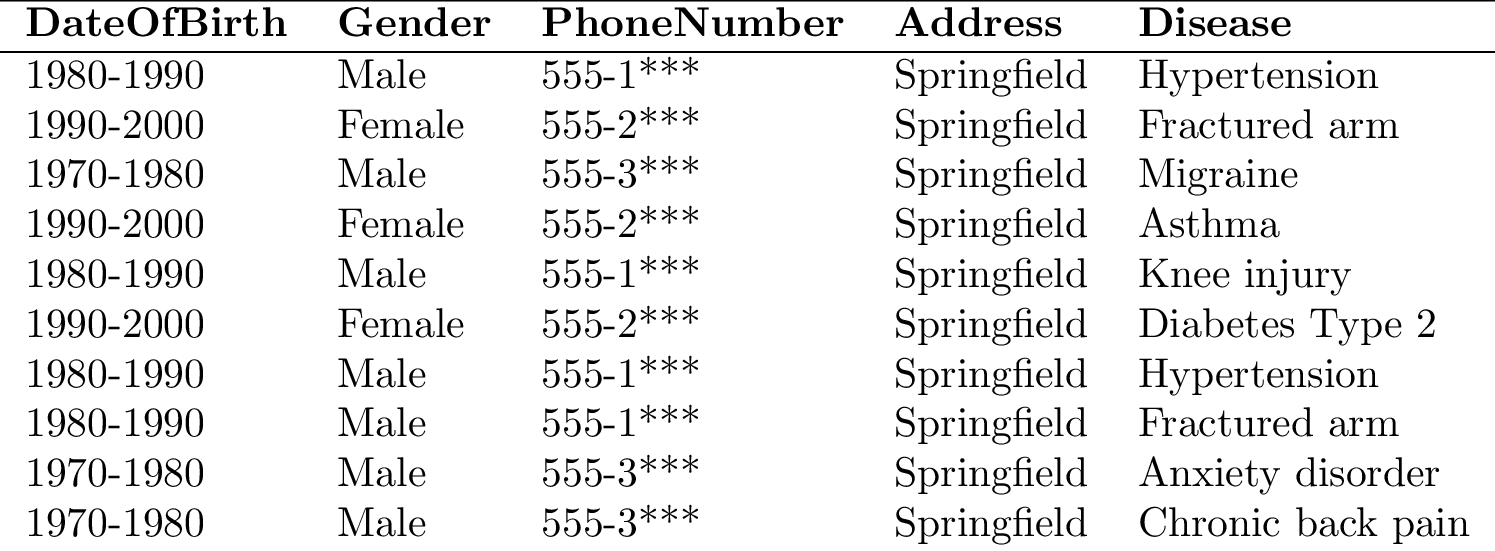 DateOfBirth Gender PhoneNumber Address Disease
1980-1990 Male 555-1*** Springfield Hypertension
1990-2000 Female 555-2*** Springfield Fractured arm
1970-1980 Male 555-3*** Springfield Migraine
1990-2000 Female 555-2*** Springfield Asthma
1980-1990 Male 555-1*** Springfield Knee injury
1990-2000 Female 555-2*** Springfield Diabetes Type 2
1980-1990 Male 555-1*** Springfield Hypertension
1980-1990 Male 555-1*** Springfield Fractured arm
1970-1980 Male 555-3*** Springfield Anxiety disorder
1970-1980 Male 555-3*** Springfield Chronic back pain